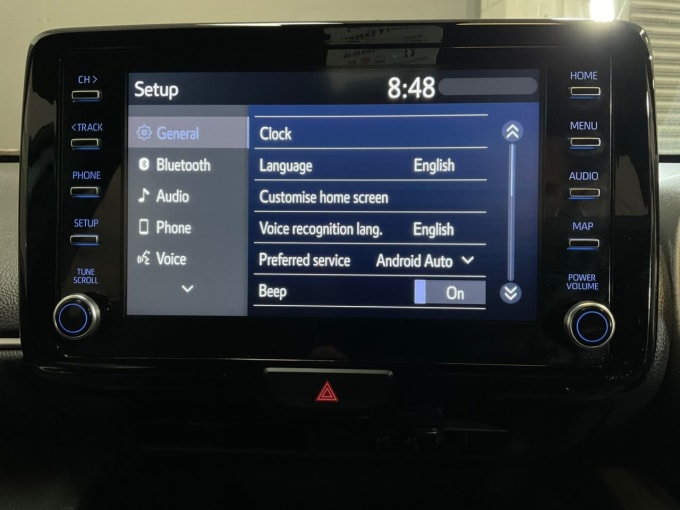 Setup
8:48
General
Bluetooth
Audio
Phone
Voice
Clock
Language English
Customise home screen
Voice recognition lang. English
Preferred service Android Auto
Beep On
CH >
< TRACK
PHONE
SETUP
TUNE
SCROLL
HOME
MENU
AUDIO
MAP
POWER
VOLUME